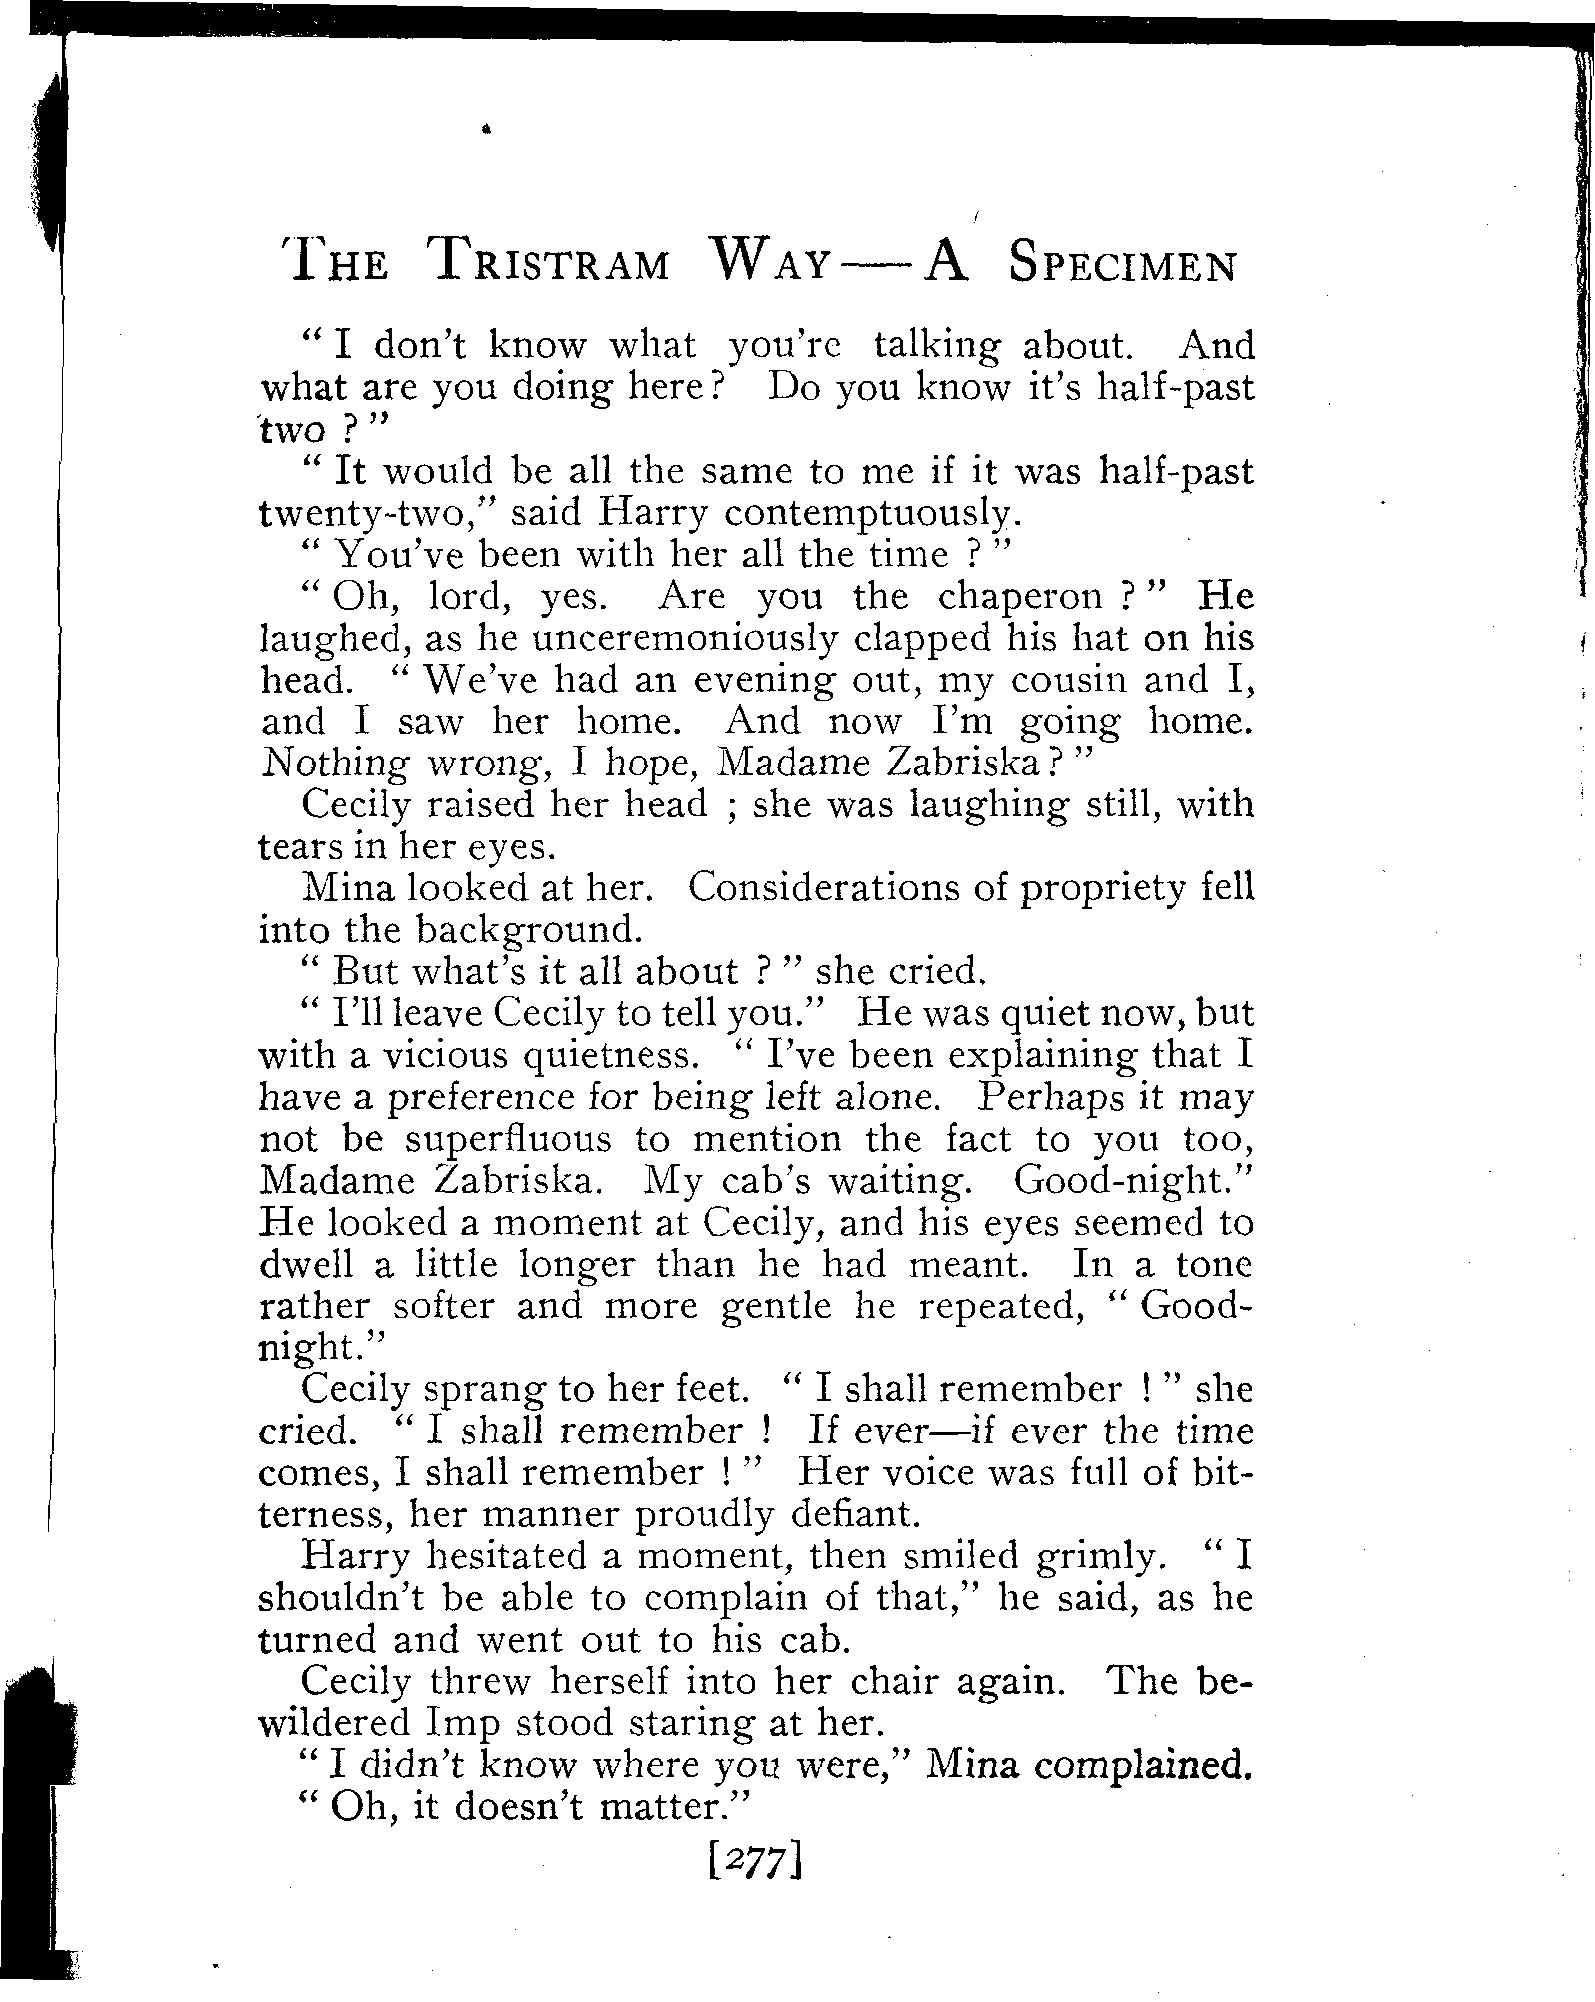 The Tristram Way—A Specimen
“ I don't know what you're talking about. And
what are you doing here? Do you know it's half-past
two ? ”
“ It would be all the same to me if it was half-past
twenty-two,” said Harry contemptuously.
“ You've been with her all the time ? ”
“ Oh, lord, yes. Are you the chaperon ? ” He
laughed, as he unceremoniously clapped his hat on his
head. “ We've had an evening out, my cousin and I,
and I saw her home. And now I'm going home.
Nothing wrong, I hope, Madame Zabriska? ”
Cecily raised her head ; she was laughing still, with
tears in her eyes.
Mina looked at her. Considerations of propriety fell
into the background.
“ But what's it all about ? ” she cried.
“ I'll leave Cecily to tell you.” He was quiet now, but
with a vicious quietness. “ I've been explaining that I
have a preference for being left alone. Perhaps it may
not be superfluous to mention the fact to you too,
Madame Zabriska. My cab's waiting. Good-night.”
He looked a moment at Cecily, and his eyes seemed to
dwell a little longer than he had meant. In a tone
rather softer and more gentle he repeated, “ Good-
night.”
Cecily sprang to her feet. “ I shall remember ! ” she
cried. “ I shall remember ! If ever—if ever the time
comes, I shall remember ! ” Her voice was full of bit-
terness, her manner proudly defiant.
Harry hesitated a moment, then smiled grimly. “ I
shouldn't be able to complain of that,” he said, as he
turned and went out to his cab.
Cecily threw herself into her chair again. The be-
wildered Imp stood staring at her.
“ I didn't know where you were,” Mina complained.
“ Oh, it doesn't matter.”
[277]